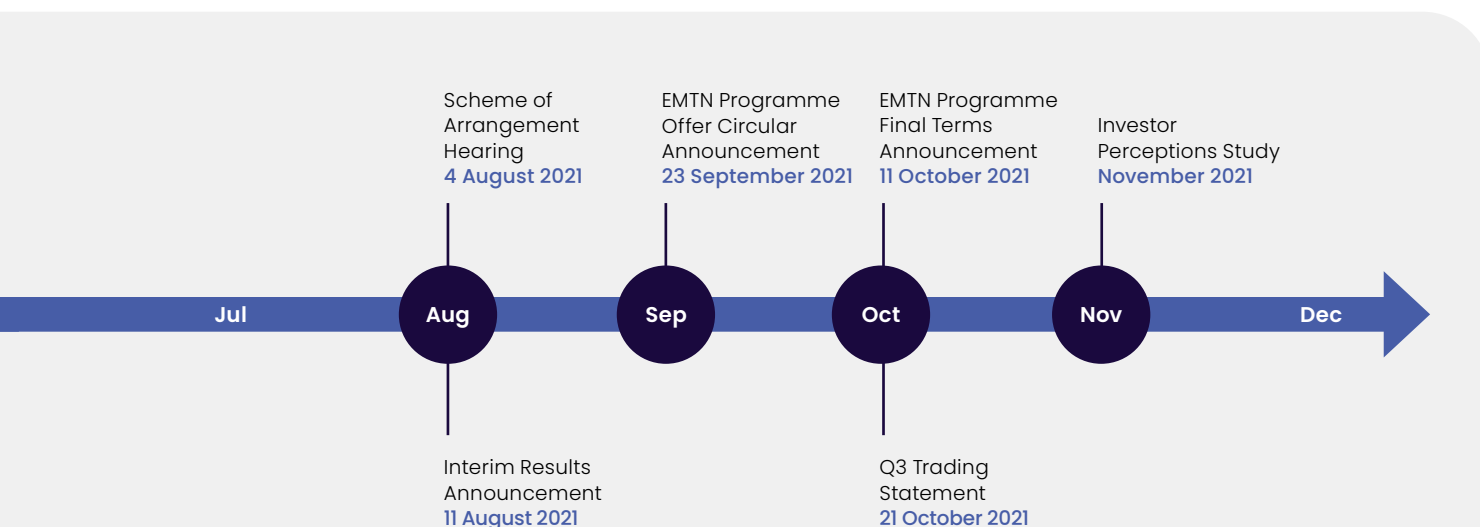 Scheme of
Arrangement
Hearing
4 August 2021
EMTN Programme
Offer Circular
Announcement
23 September 2021
EMTN Programme
Final Terms
Announcement
11 October 2021
Investor
Perceptions Study
November 2021
Jul
Aug
Sep
Oct
Nov
Dec
Interim Results
Announcement
11 August 2021
Q3 Trading
Statement
21 October 2021